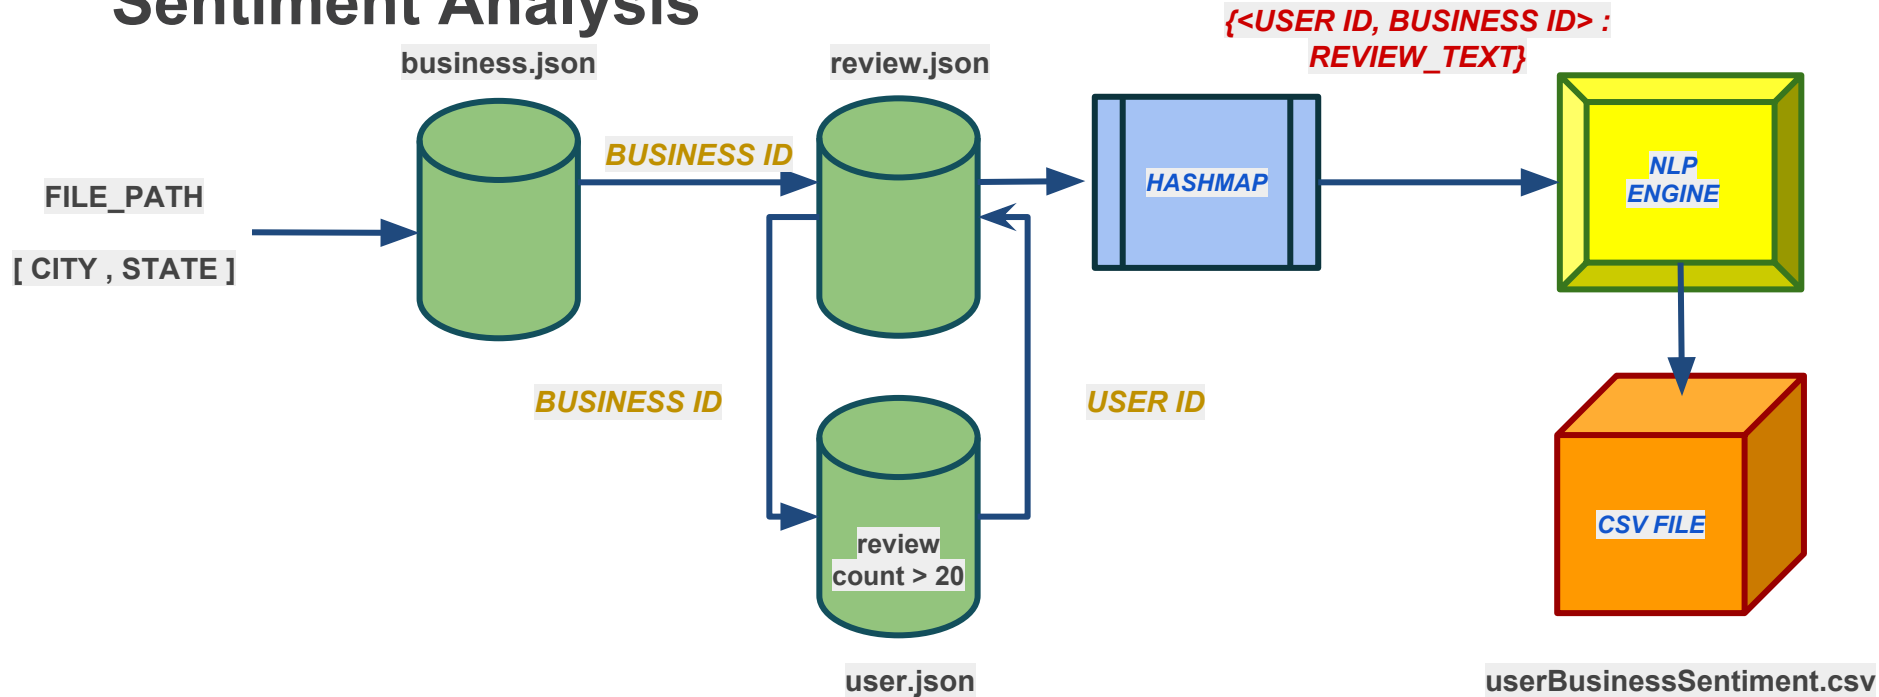 Sentiment Analysis
{<USER ID, BUSINESS ID> :
REVIEW_TEXT}
business.json
review.json
BUSINESS ID
HASHMAP
NLP
ENGINE
FILE_PATH
[ CITY , STATE ]
BUSINESS ID
USER ID
review
count > 20
CSV FILE
user.json
userBusinessSentiment.csv